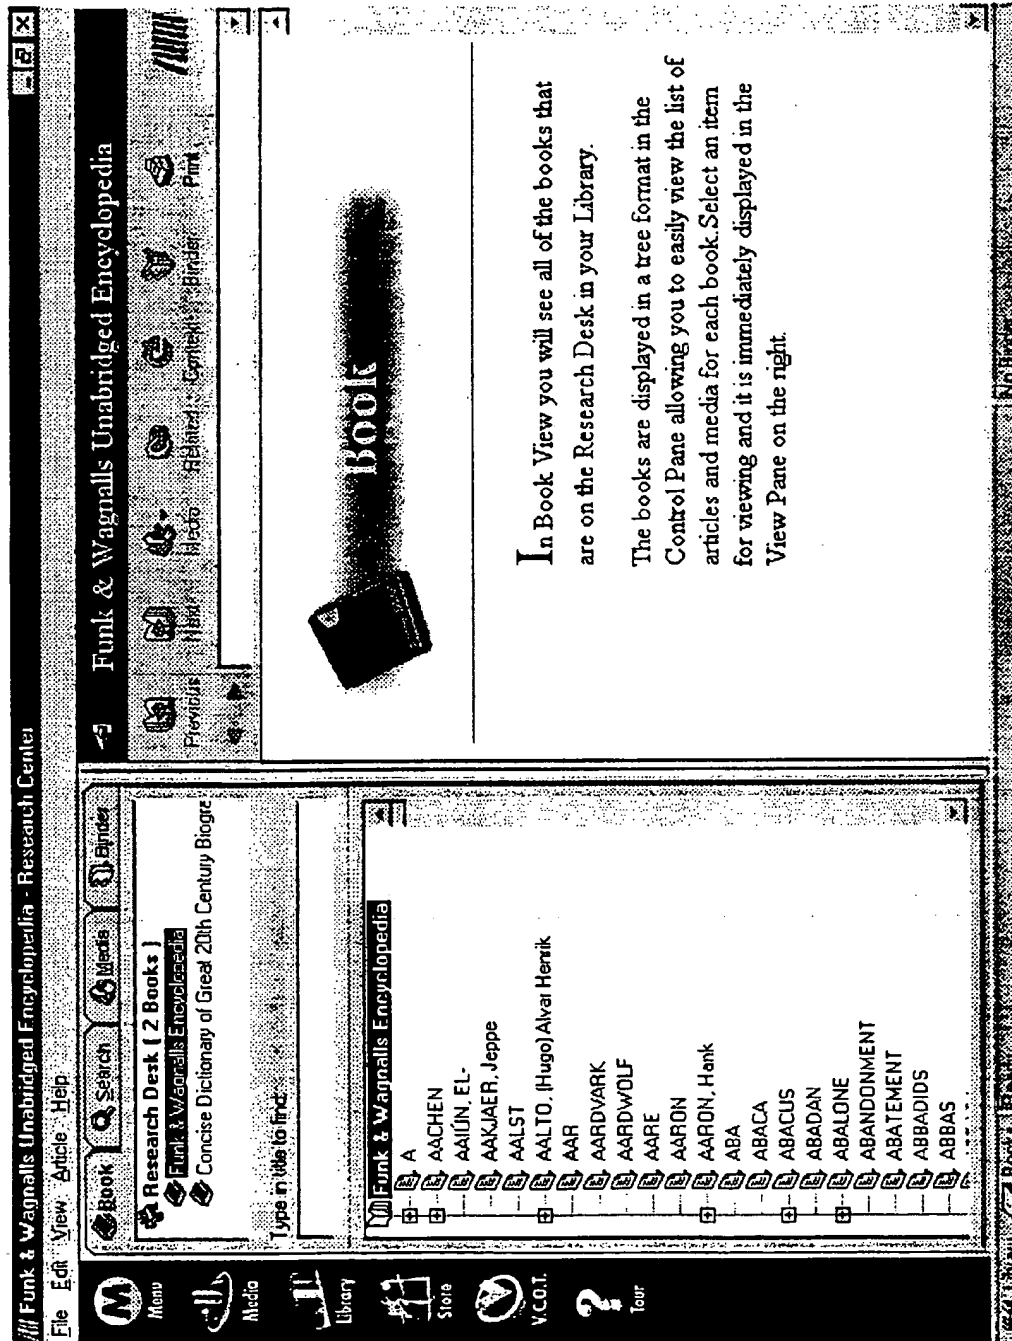 Funk & Wagnalls Unabridged Encyclopedia - Research Center
File Edit View Article Help
Menu
Media
Library
Store
V.C.O.T.
Tour
Book Search Media Binder
Research Desk ( 2 Books )
Funk & Wagnalls Encyclopedia
Concise Dictionary of Great 20th Century Biogra
Type in title to find:
Funk & Wagnalls Encyclopedia
A
AACHEN
AAIÚN, EL-
AAKJAER, Jeppe
AALST
AALTO, (Hugo) Alvar Henrik
AAR
AARDVARK
AARDWOLF
AARE
AARON
AARON, Hank
ABA
ABACA
ABACUS
ABADAN
ABALONE
ABANDONMENT
ABATEMENT
ABBADIDS
ABBAS
Funk & Wagnalls Unabridged Encyclopedia
Previous Next Media Related Context Binder Print
Book
In Book View you will see all of the books that
are on the Research Desk in your Library.
The books are displayed in a tree format in the
Control Pane allowing you to easily view the list of
articles and media for each book.Select an item
for viewing and it is immediately displayed in the
View Pane on the right.